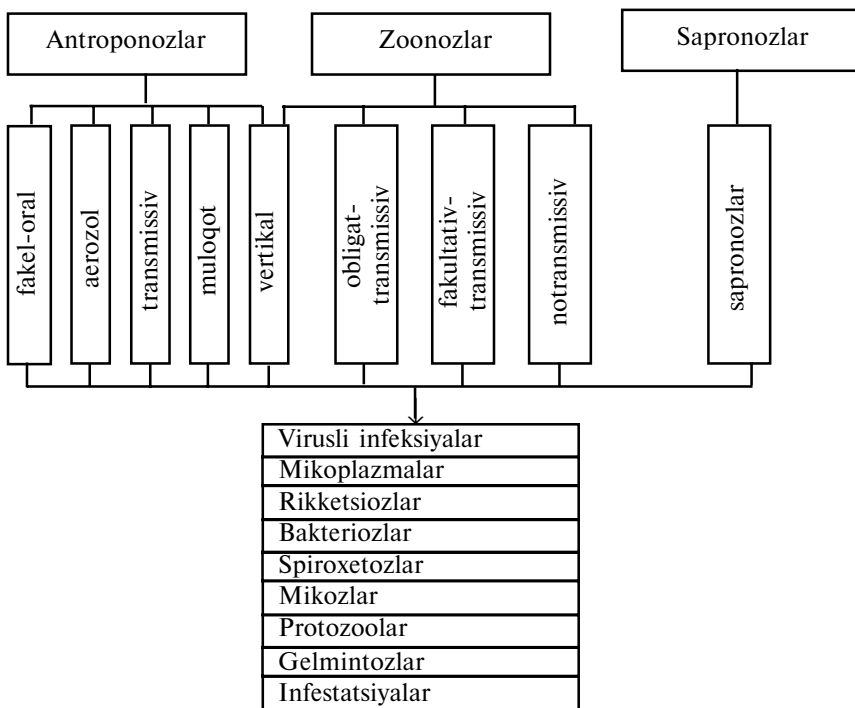 Antroponozlar
Zoonozlar
Sapronozlar
fakel-oral
aerozol
transmissiv
muloqot
vertikal
obligat-
transmissiv
fakultativ-
transmissiv
notransmissiv
sapronozlar
Virusli infeksiyalar
Mikoplazmalar
Rikketsiozlar
Bakteriozlar
Spiroxetozlar
Mikozlar
Protozoolar
Gelmintozlar
Infestatsiyalar